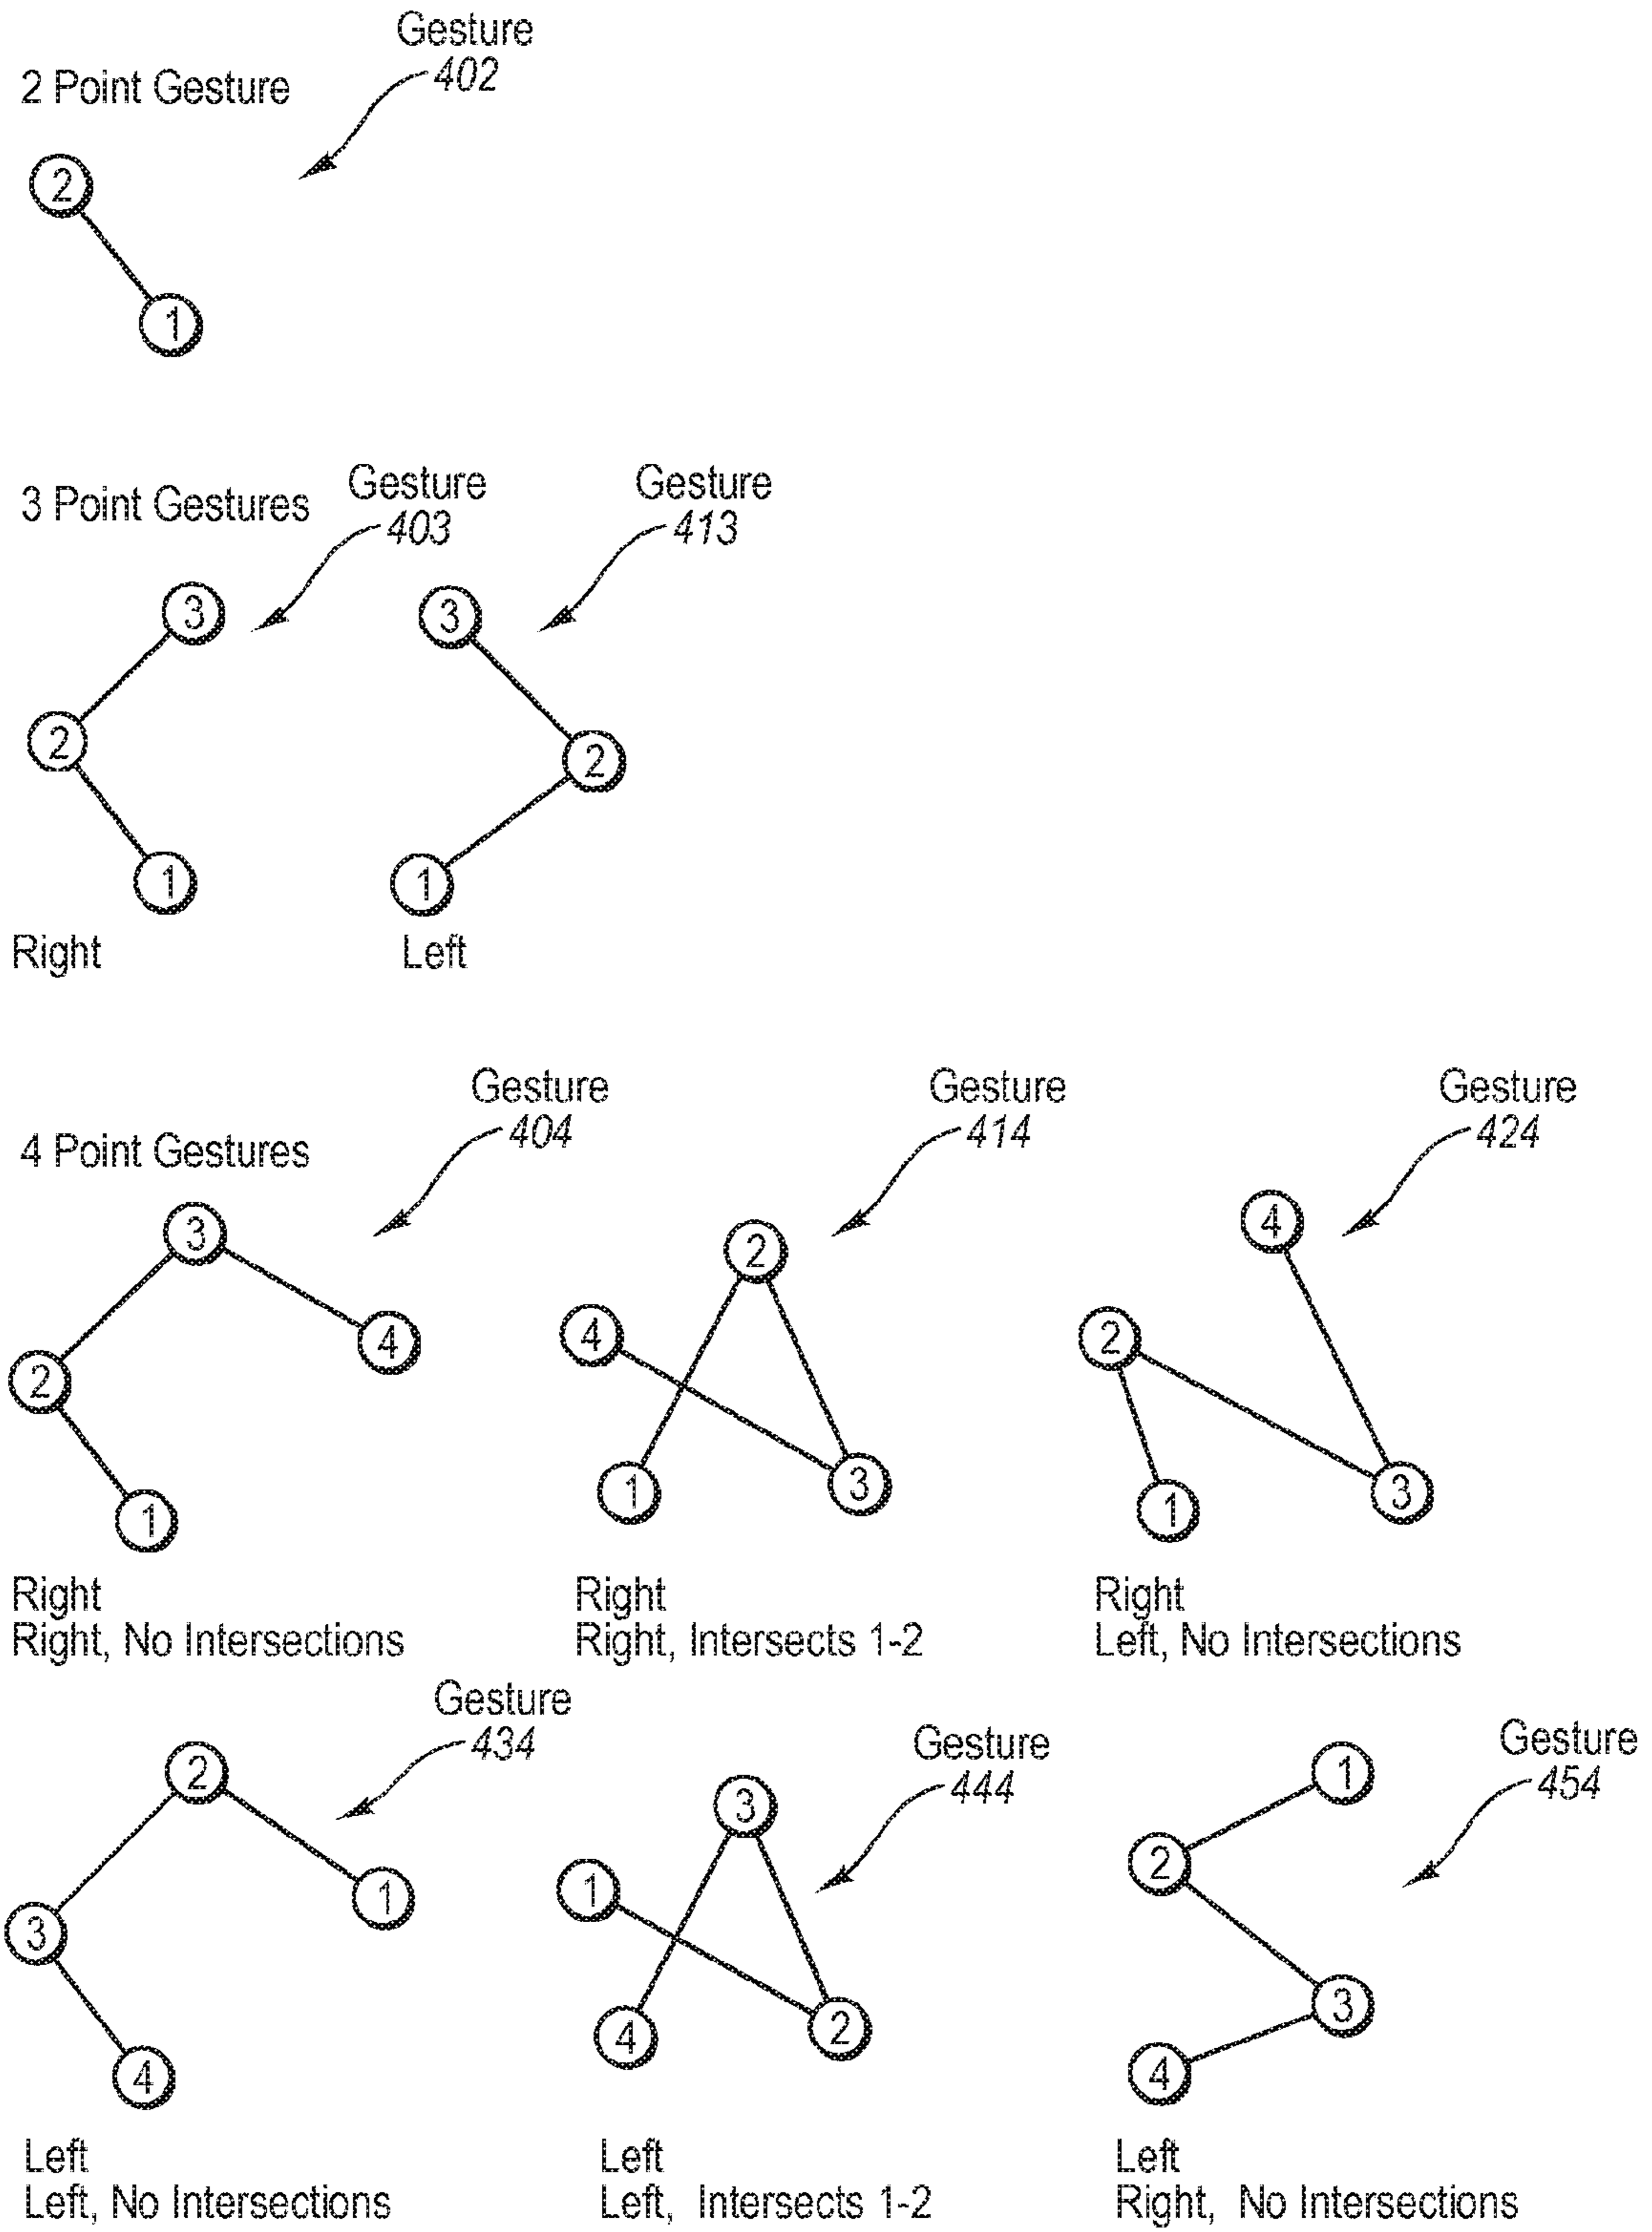 Gesture
402
2 Point Gesture
2
1
3 Point Gestures
Gesture
403
Gesture
413
3
3
2
2
1
1
Right
Left
Gesture
404
Gesture
414
Gesture
424
4 Point Gestures
3
2
4
4
4
2
2
1
1
3
3
1
Right
Right, No Intersections
Right
Right, Intersects 1-2
Right
Left, No Intersections
Gesture
434
Gesture
444
Gesture
454
2
3
1
1
1
2
3
3
4
4
2
4
Left
Left, No Intersections
Left
Left, Intersects 1-2
Left
Right, No Intersections